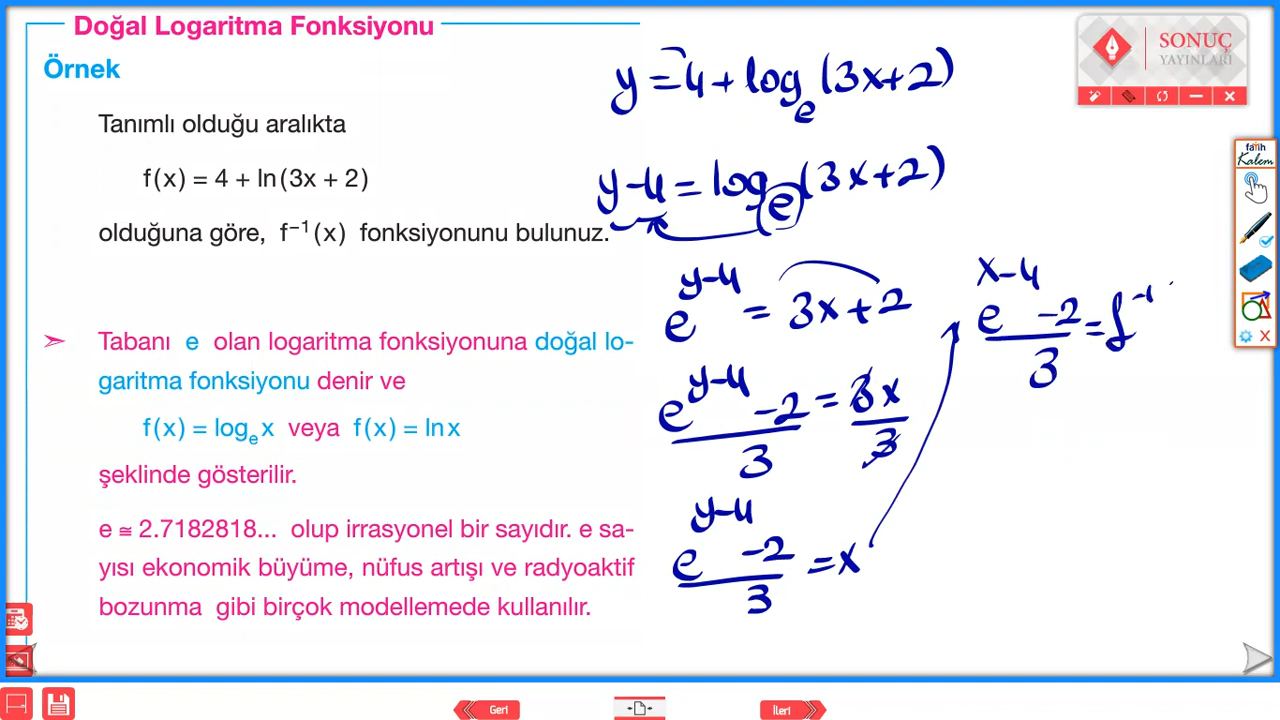 Doğal Logaritma Fonksiyonu
Örnek
Tanımlı olduğu aralıkta
f(x) = 4 + ln(3x + 2)
olduğuna göre, f⁻¹(x) fonksiyonunu bulunuz.
➣ Tabanı e olan logaritma fonksiyonuna doğal lo-
garitma fonksiyonu denir ve
f(x) = logₑx veya f(x) = lnx
şeklinde gösterilir.
e ≅ 2.7182818... olup irrasyonel bir sayıdır. e sa-
yısı ekonomik büyüme, nüfus artışı ve radyoaktif
bozunma gibi birçok modellemede kullanılır.
y = 4 + logₑ(3x+2)
y-4 = logₑ(3x+2)
e^(y-4) = 3x+2
(e^(y-4) -2)/3 = 3x/3
(e^(y-4) -2)/3 = x
(e^(x-4) -2)/3 = f⁻¹
SONUÇ
YAYINLARI
fatih
Kalem
Geri
İleri